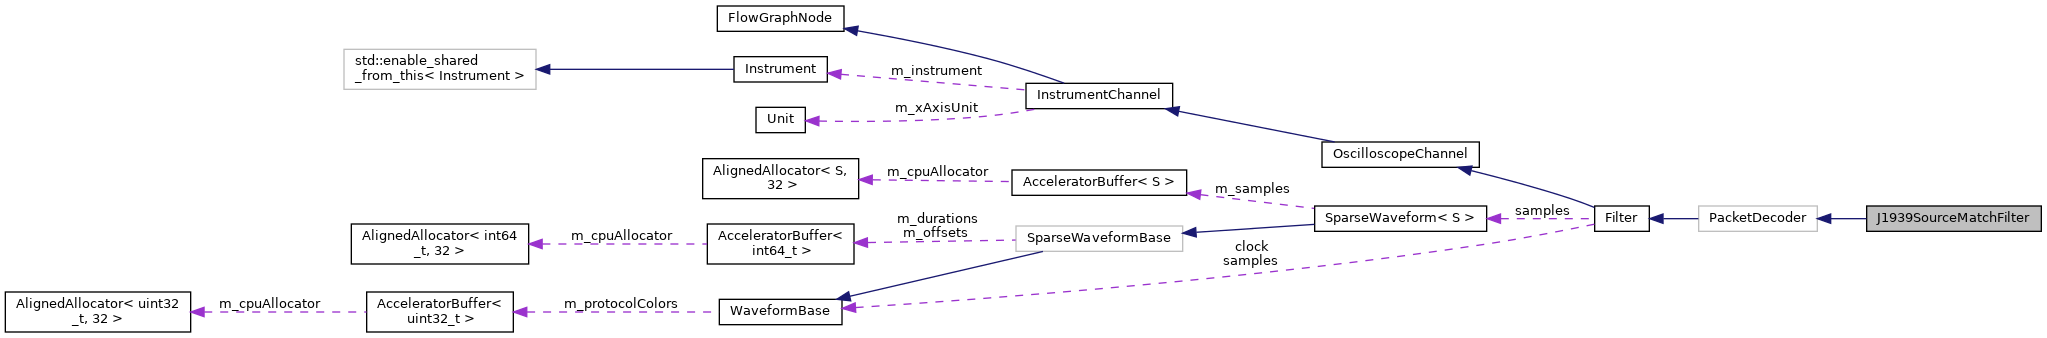 FlowGraphNode
std::enable_shared
_from_this< Instrument >
Instrument
m_instrument
InstrumentChannel
m_xAxisUnit
Unit
OscilloscopeChannel
AlignedAllocator< S,
32 >
m_cpuAllocator
AcceleratorBuffer< S >
m_samples
SparseWaveform< S >
samples
Filter
PacketDecoder
J1939SourceMatchFilter
AlignedAllocator< int64
_t, 32 >
m_cpuAllocator
AcceleratorBuffer<
int64_t >
m_durations
m_offsets
SparseWaveformBase
clock
samples
AlignedAllocator< uint32
_t, 32 >
m_cpuAllocator
AcceleratorBuffer<
uint32_t >
m_protocolColors
WaveformBase